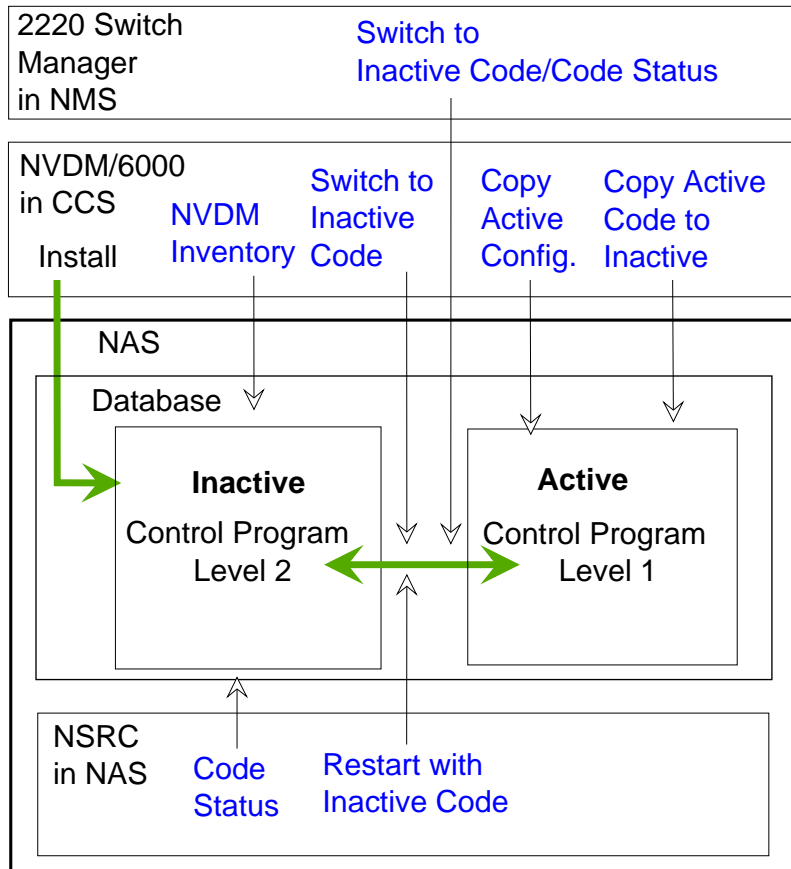 2220 Switch
Manager
in NMS
Switch to
Inactive Code/Code Status
NVDM/6000
in CCS
Install
NVDM
Inventory
Switch to
Inactive
Code
Copy
Active
Config.
Copy Active
Code to
Inactive
NAS
Database
Inactive
Control Program
Level 2
Active
Control Program
Level 1
NSRC
in NAS
Code
Status
Restart with
Inactive Code